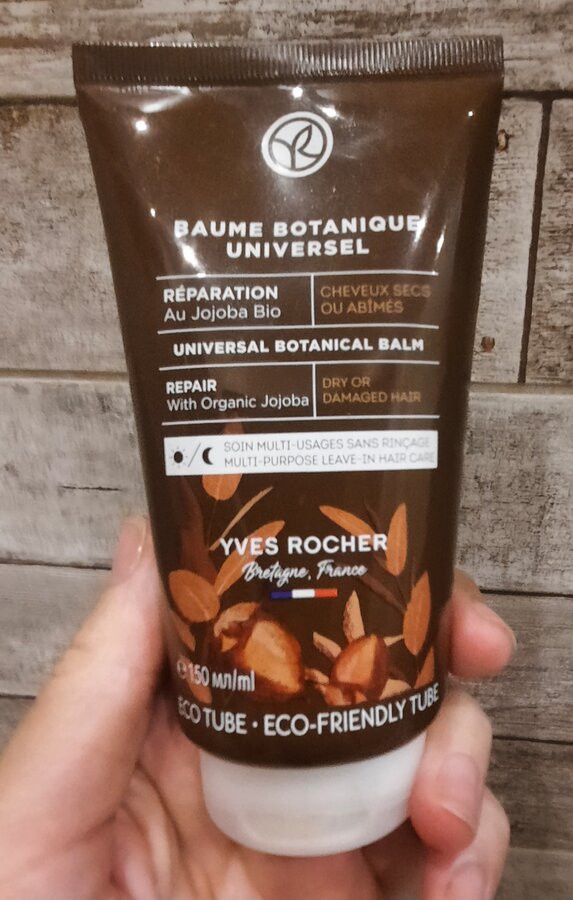 BAUME BOTANIQUE
UNIVERSEL
RÉPARATION
Au Jojoba Bio
CHEVEUX SECS
OU ABÎMÉS
UNIVERSAL BOTANICAL BALM
REPAIR
With Organic Jojoba
DRY OR
DAMAGED HAIR
SOIN MULTI-USAGES SANS RINÇAGE
MULTI-PURPOSE LEAVE-IN HAIR CARE
YVES ROCHER
Bretagne, France
℮ 150 мл/ml
ECO TUBE • ECO-FRIENDLY TUBE